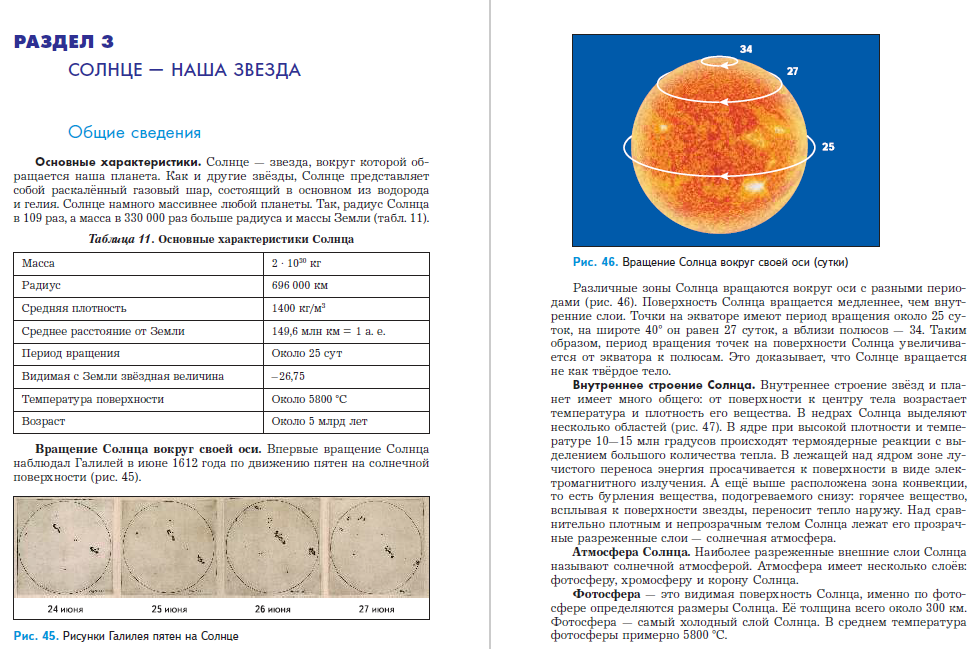 РАЗДЕЛ 3
СОЛНЦЕ — НАША ЗВЕЗДА
Общие сведения
Основные характеристики. Солнце — звезда, вокруг которой об-
ращается наша планета. Как и другие звёзды, Солнце представляет
собой раскалённый газовый шар, состоящий в основном из водорода
и гелия. Солнце намного массивнее любой планеты. Так, радиус Солнца
в 109 раз, а масса в 330 000 раз больше радиуса и массы Земли (табл. 11).
Таблица 11. Основные характеристики Солнца
Масса 2 · 10³⁰ кг
Радиус 696 000 км
Средняя плотность 1400 кг/м³
Среднее расстояние от Земли 149,6 млн км = 1 а. е.
Период вращения Около 25 сут
Видимая с Земли звёздная величина −26,75
Температура поверхности Около 5800 °С
Возраст Около 5 млрд лет
Вращение Солнца вокруг своей оси. Впервые вращение Солнца
наблюдал Галилей в июне 1612 года по движению пятен на солнечной
поверхности (рис. 45).
24 июня 25 июня 26 июня 27 июня
Рис. 45. Рисунки Галилея пятен на Солнце
34
27
25
Рис. 46. Вращение Солнца вокруг своей оси (сутки)
Различные зоны Солнца вращаются вокруг оси с разными перио-
дами (рис. 46). Поверхность Солнца вращается медленнее, чем внут-
ренние слои. Точки на экваторе имеют период вращения около 25 су-
ток, на широте 40° он равен 27 суток, а вблизи полюсов — 34. Таким
образом, период вращения точек на поверхности Солнца увеличива-
ется от экватора к полюсам. Это доказывает, что Солнце вращается
не как твёрдое тело.
Внутреннее строение Солнца. Внутреннее строение звёзд и пла-
нет имеет много общего: от поверхности к центру тела возрастает
температура и плотность его вещества. В недрах Солнца выделяют
несколько областей (рис. 47). В ядре при высокой плотности и темпе-
ратуре 10—15 млн градусов происходят термоядерные реакции с вы-
делением большого количества тепла. В лежащей над ядром зоне лу-
чистого переноса энергия просачивается к поверхности в виде элек-
тромагнитного излучения. А ещё выше расположена зона конвекции,
то есть бурления вещества, подогреваемого снизу: горячее вещество,
всплывая к поверхности звезды, переносит тепло наружу. Над срав-
нительно плотным и непрозрачным телом Солнца лежат его прозрач-
ные разреженные слои — солнечная атмосфера.
Атмосфера Солнца. Наиболее разреженные внешние слои Солнца
называют солнечной атмосферой. Атмосфера имеет несколько слоёв:
фотосферу, хромосферу и корону Солнца.
Фотосфера — это видимая поверхность Солнца, именно по фото-
сфере определяются размеры Солнца. Её толщина всего около 300 км.
Фотосфера — самый холодный слой Солнца. В среднем температура
фотосферы примерно 5800 °С.